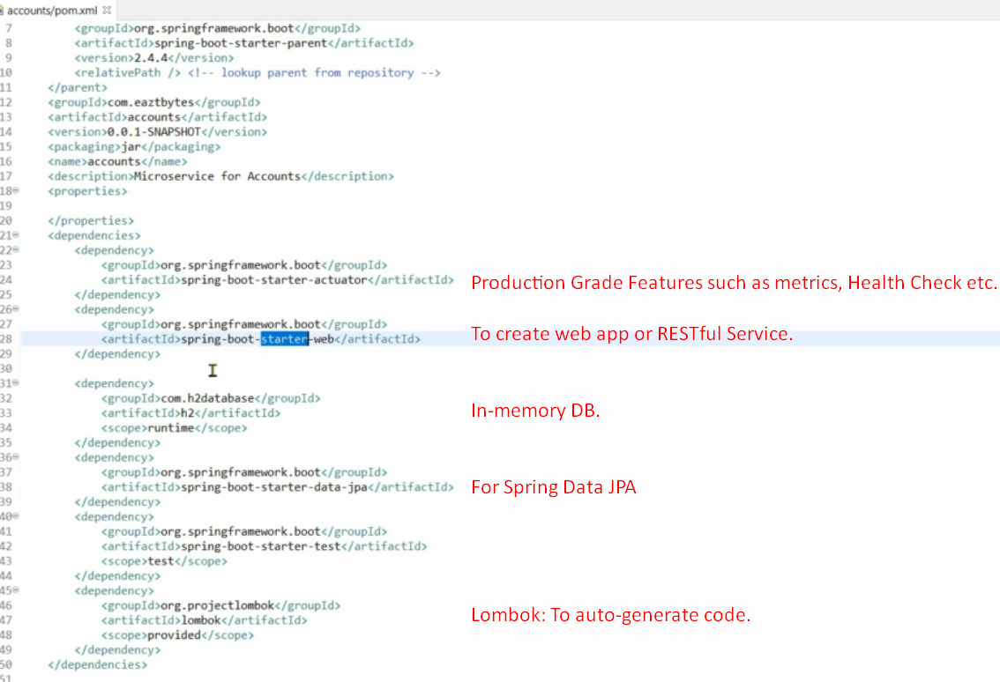 accounts/pom.xml
7 <groupId>org.springframework.boot</groupId>
8 <artifactId>spring-boot-starter-parent</artifactId>
9 <version>2.4.4</version>
10 <relativePath /> <!-- lookup parent from repository -->
11 </parent>
12 <groupId>com.eaztbytes</groupId>
13 <artifactId>accounts</artifactId>
14 <version>0.0.1-SNAPSHOT</version>
15 <packaging>jar</packaging>
16 <name>accounts</name>
17 <description>Microservice for Accounts</description>
18 <properties>
19
20 </properties>
21 <dependencies>
22 <dependency>
23 <groupId>org.springframework.boot</groupId>
24 <artifactId>spring-boot-starter-actuator</artifactId> Production Grade Features such as metrics, Health Check etc.
25 </dependency>
26 <dependency>
27 <groupId>org.springframework.boot</groupId>
28 <artifactId>spring-boot-starter-web</artifactId> To create web app or RESTful Service.
29 </dependency>
30
31 <dependency>
32 <groupId>com.h2database</groupId>
33 <artifactId>h2</artifactId> In-memory DB.
34 <scope>runtime</scope>
35 </dependency>
36 <dependency>
37 <groupId>org.springframework.boot</groupId>
38 <artifactId>spring-boot-starter-data-jpa</artifactId> For Spring Data JPA
39 </dependency>
40 <dependency>
41 <groupId>org.springframework.boot</groupId>
42 <artifactId>spring-boot-starter-test</artifactId>
43 <scope>test</scope>
44 </dependency>
45 <dependency>
46 <groupId>org.projectlombok</groupId>
47 <artifactId>lombok</artifactId> Lombok: To auto-generate code.
48 <scope>provided</scope>
49 </dependency>
50 </dependencies>
51